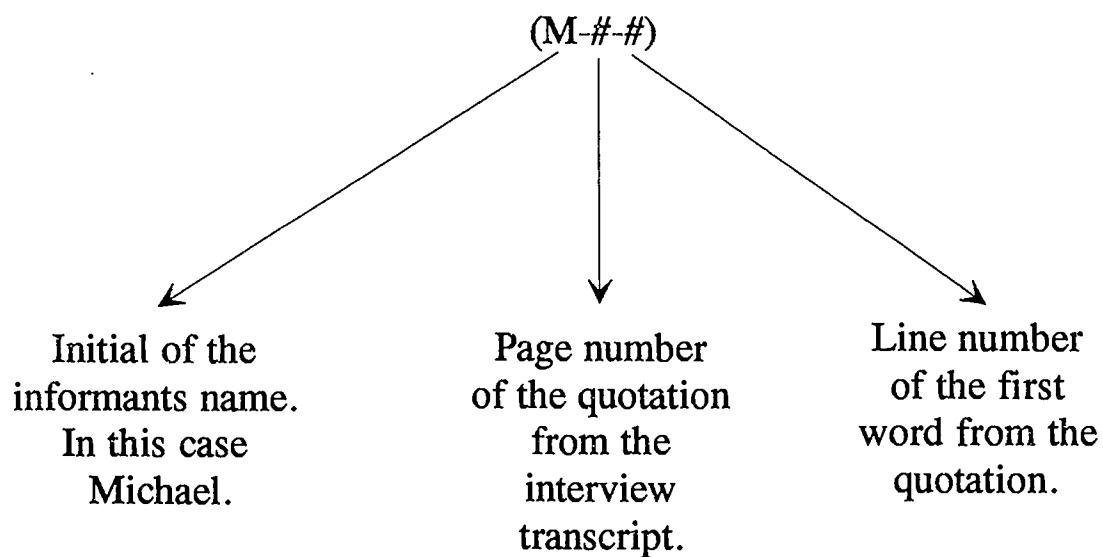 (M-#-#)
Initial of the
informants name.
In this case
Michael.
Page number
of the quotation
from the
interview
transcript.
Line number
of the first
word from the
quotation.